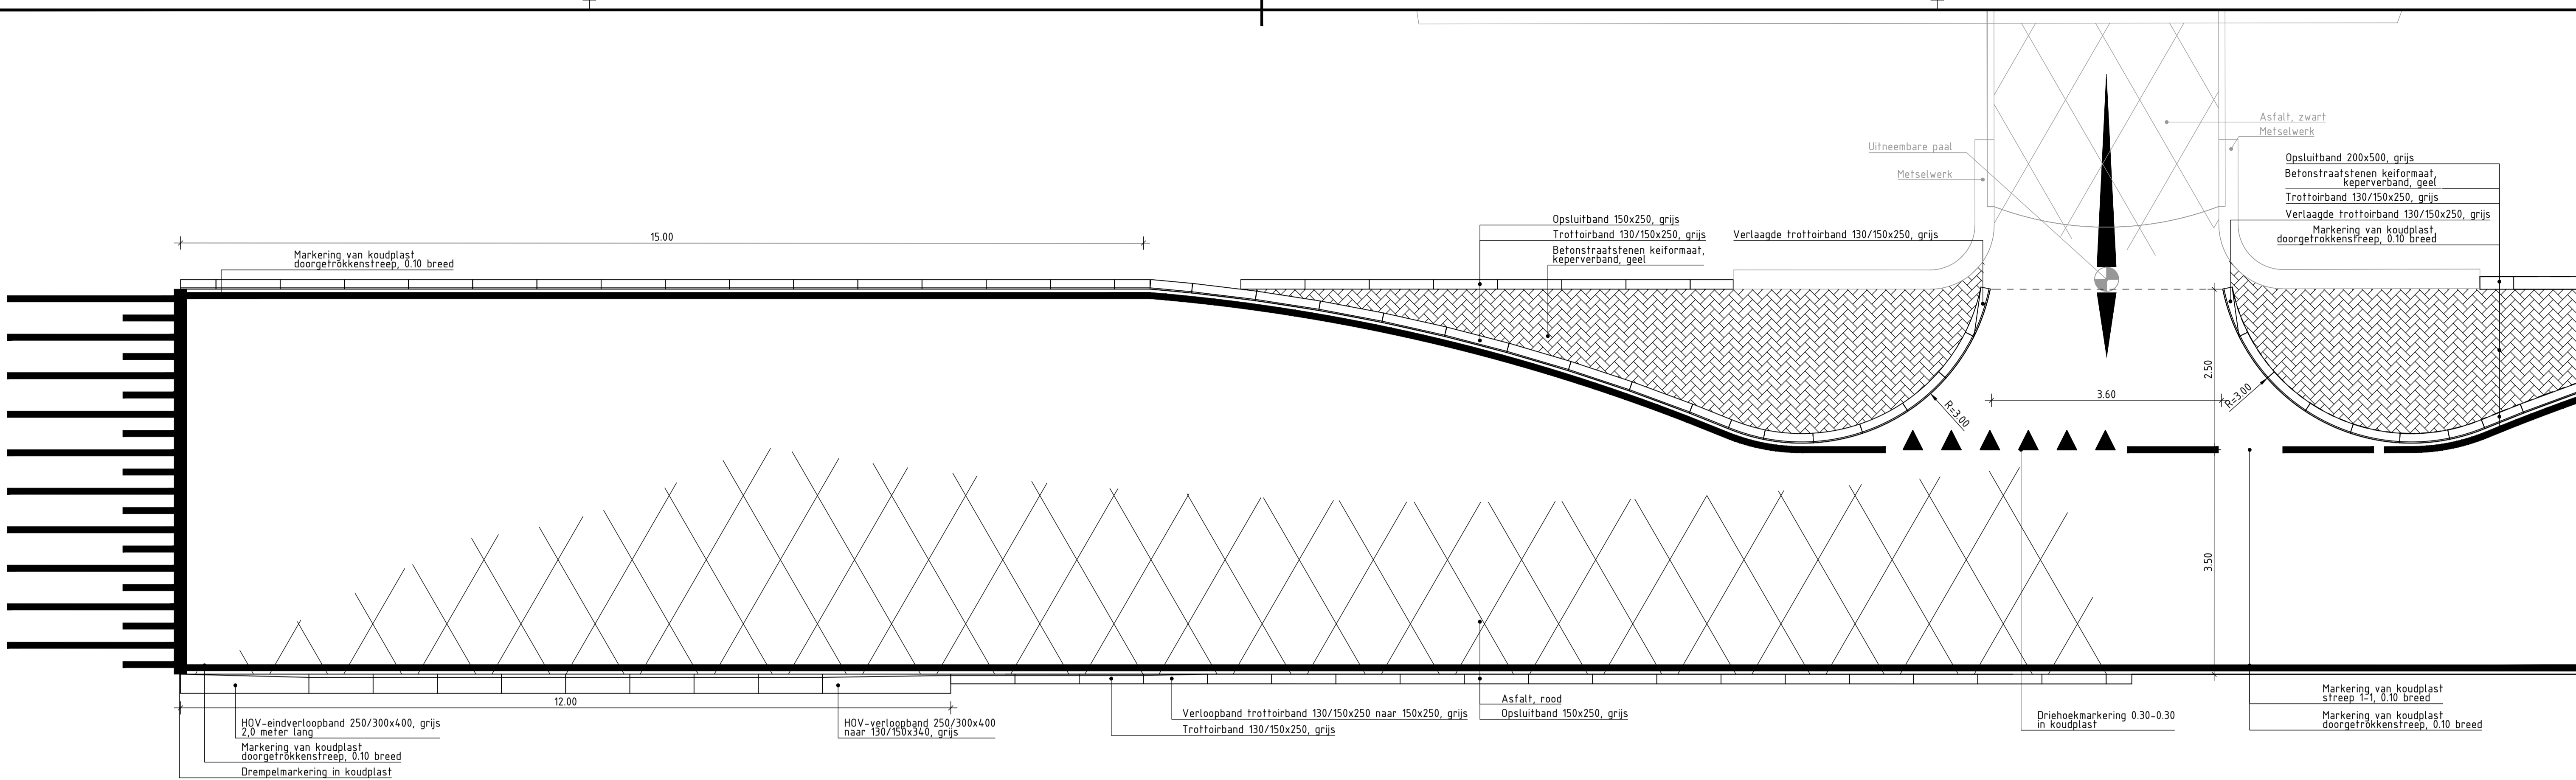 Asfalt, zwart
Metselwerk
Uitneembare paal
Metselwerk
Opsluitband 200x500, grijs
Betonstraatstenen keiformaat,
keperverband, geel
Trottoirband 130/150x250, grijs
Verlaagde trottoirband 130/150x250, grijs
Markering van koudplast
doorgetrokkenstreep, 0.10 breed
Opsluitband 150x250, grijs
Trottoirband 130/150x250, grijs
Betonstraatstenen keiformaat,
keperverband, geel
Verlaagde trottoirband 130/150x250, grijs
15.00
Markering van koudplast
doorgetrokkenstreep, 0.10 breed
2.50
3.60
R=3.00
R=3.00
3.50
12.00
HOV-eindverloopband 250/300x400, grijs
2,0 meter lang
Markering van koudplast
doorgetrokkenstreep, 0.10 breed
Drempelmarkering in koudplast
HOV-verloopband 250/300x400
naar 130/150x340, grijs
Verloopband trottoirband 130/150x250 naar 150x250, grijs
Trottoirband 130/150x250, grijs
Asfalt, rood
Opsluitband 150x250, grijs
Driehoekmarkering 0.30-0.30
in koudplast
Markering van koudplast
streep 1-1, 0.10 breed
Markering van koudplast
doorgetrokkenstreep, 0.10 breed